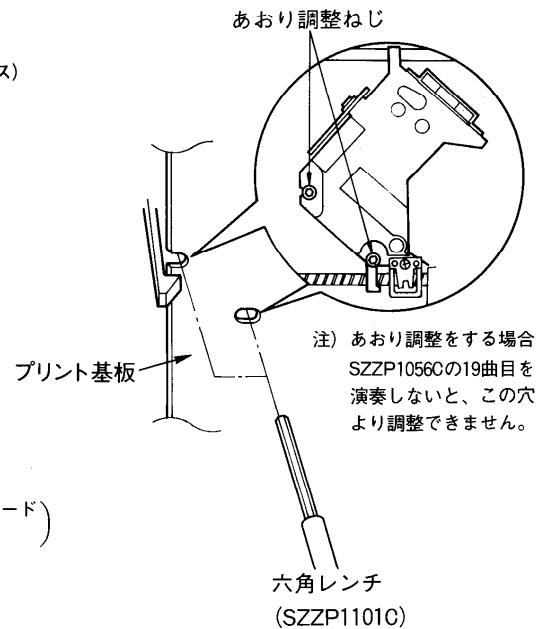 あおり調整ねじ
ス)
注) あおり調整をする場合
SZZP1056Cの19曲目を
演奏しないと、この穴
より調整できません。
プリント基板
ード)
六角レンチ
(SZZP1101C)